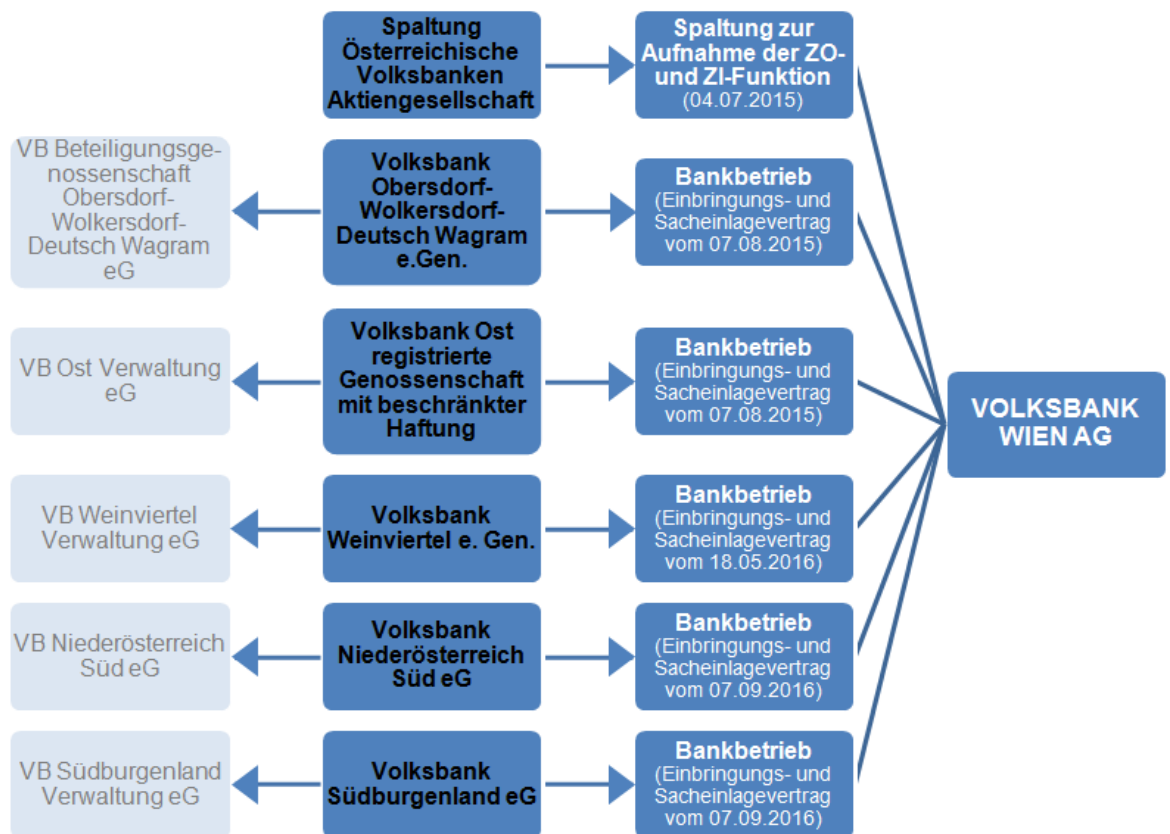 Spaltung
Österreichische
Volksbanken
Aktiengesellschaft
Spaltung zur
Aufnahme der ZO-
und ZI-Funktion
(04.07.2015)
VB Beteiligungsge-
nossenschaft
Obersdorf-
Wolkersdorf-
Deutsch Wagram
eG
Volksbank
Obersdorf-
Wolkersdorf-
Deutsch Wagram
e.Gen.
Bankbetrieb
(Einbringungs- und
Sacheinlagevertrag
vom 07.08.2015)
VB Ost Verwaltung
eG
Volksbank Ost
registrierte
Genossenschaft
mit beschränkter
Haftung
Bankbetrieb
(Einbringungs- und
Sacheinlagevertrag
vom 07.08.2015)
VOLKSBANK
WIEN AG
VB Weinviertel
Verwaltung eG
Volksbank
Weinviertel e. Gen.
Bankbetrieb
(Einbringungs- und
Sacheinlagevertrag
vom 18.05.2016)
VB Niederösterreich
Süd eG
Volksbank
Niederösterreich
Süd eG
Bankbetrieb
(Einbringungs- und
Sacheinlagevertrag
vom 07.09.2016)
VB Südburgenland
Verwaltung eG
Volksbank
Südburgenland eG
Bankbetrieb
(Einbringungs- und
Sacheinlagevertrag
vom 07.09.2016)